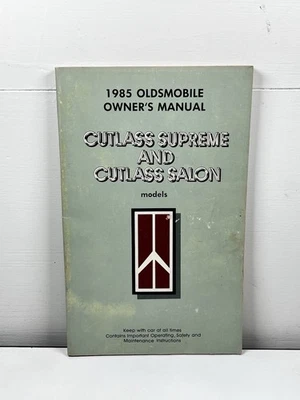 1985 OLDSMOBILE
OWNER'S MANUAL
CUTLASS SUPREME
AND
CUTLASS SALON
models
Keep with car at all times
Contains Important Operating, Safety and
Maintenance Instructions